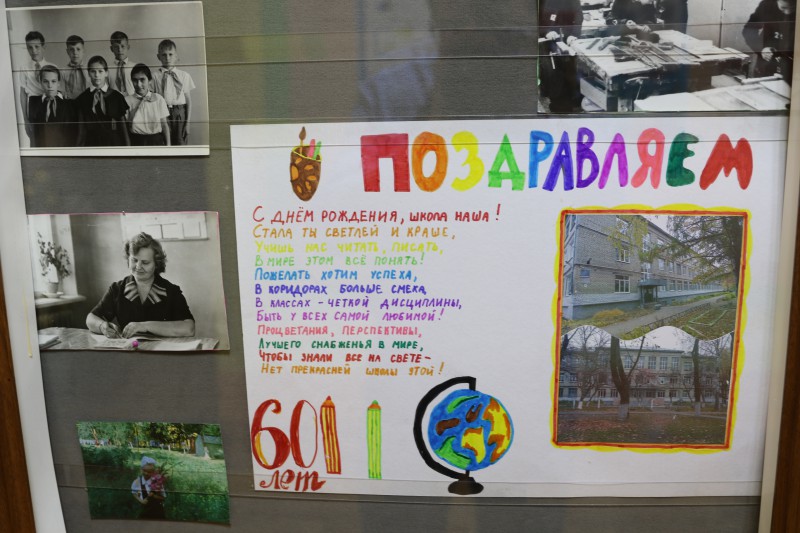 ПОЗДРАВЛЯЕМ
С ДНЁМ РОЖДЕНИЯ, ШКОЛА НАША!
СТАЛА ТЫ СВЕТЛЕЙ И КРАШЕ,
УЧИШЬ НАС ЧИТАТЬ, ПИСАТЬ,
В МИРЕ ЭТОМ ВСЁ ПОНЯТЬ!
ПОЖЕЛАТЬ ХОТИМ УСПЕХА,
В КОРИДОРАХ БОЛЬШЕ СМЕХА,
В КЛАССАХ - ЧЕТКОЙ ДИСЦИПЛИНЫ,
БЫТЬ У ВСЕХ САМОЙ ЛЮБИМОЙ!
ПРОЦВЕТАНИЯ, ПЕРСПЕКТИВЫ,
ЛУЧШЕГО СНАБЖЕНЬЯ В МИРЕ,
ЧТОБЫ ЗНАЛИ ВСЕ НА СВЕТЕ -
НЕТ ПРЕКРАСНЕЙ ШКОЛЫ ЭТОЙ!
60
ЛЕТ